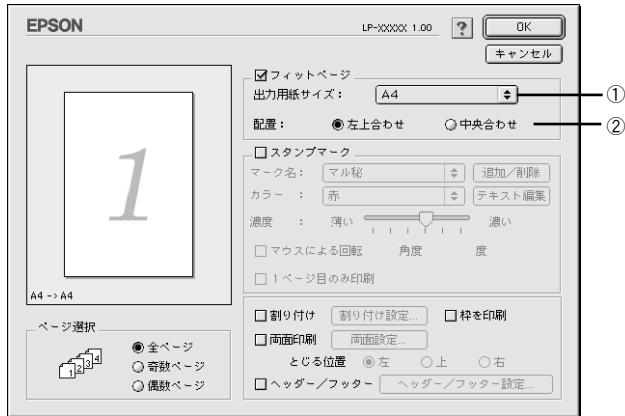 EPSON
LP-XXXXX 1.00
?
OK
キャンセル
フィットページ
出力用紙サイズ： A4
①
配置： 左上合わせ 中央合わせ
②
スタンプマーク
マーク名： マル秘 追加／削除
カラー ： 赤 テキスト編集
濃度 ： 薄い 濃い
マウスによる回転 角度 度
1ページ目のみ印刷
1
A4 -> A4
ページ選択
1 2 3 4
全ページ
奇数ページ
偶数ページ
割り付け 割り付け設定... 枠を印刷
両面印刷 両面設定...
とじる位置 左 上 右
ヘッダー／フッター ヘッダー／フッター設定...